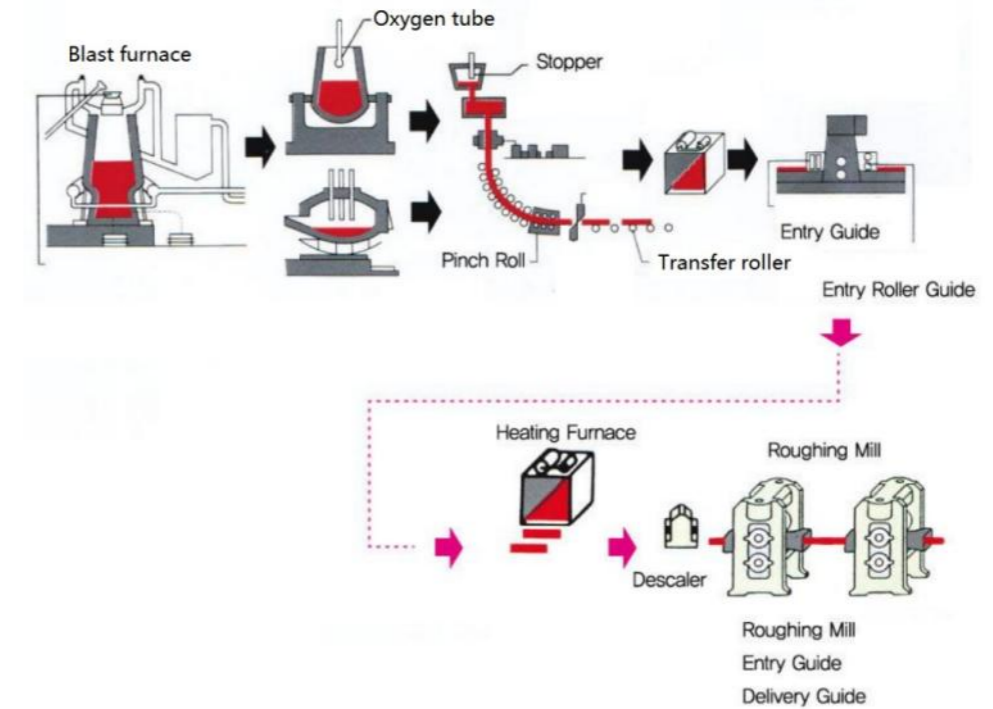 Oxygen tube
Blast furnace
Stopper
Entry Guide
Pinch Roll
Transfer roller
Entry Roller Guide
Heating Furnace
Roughing Mill
Descaler
Roughing Mill
Entry Guide
Delivery Guide